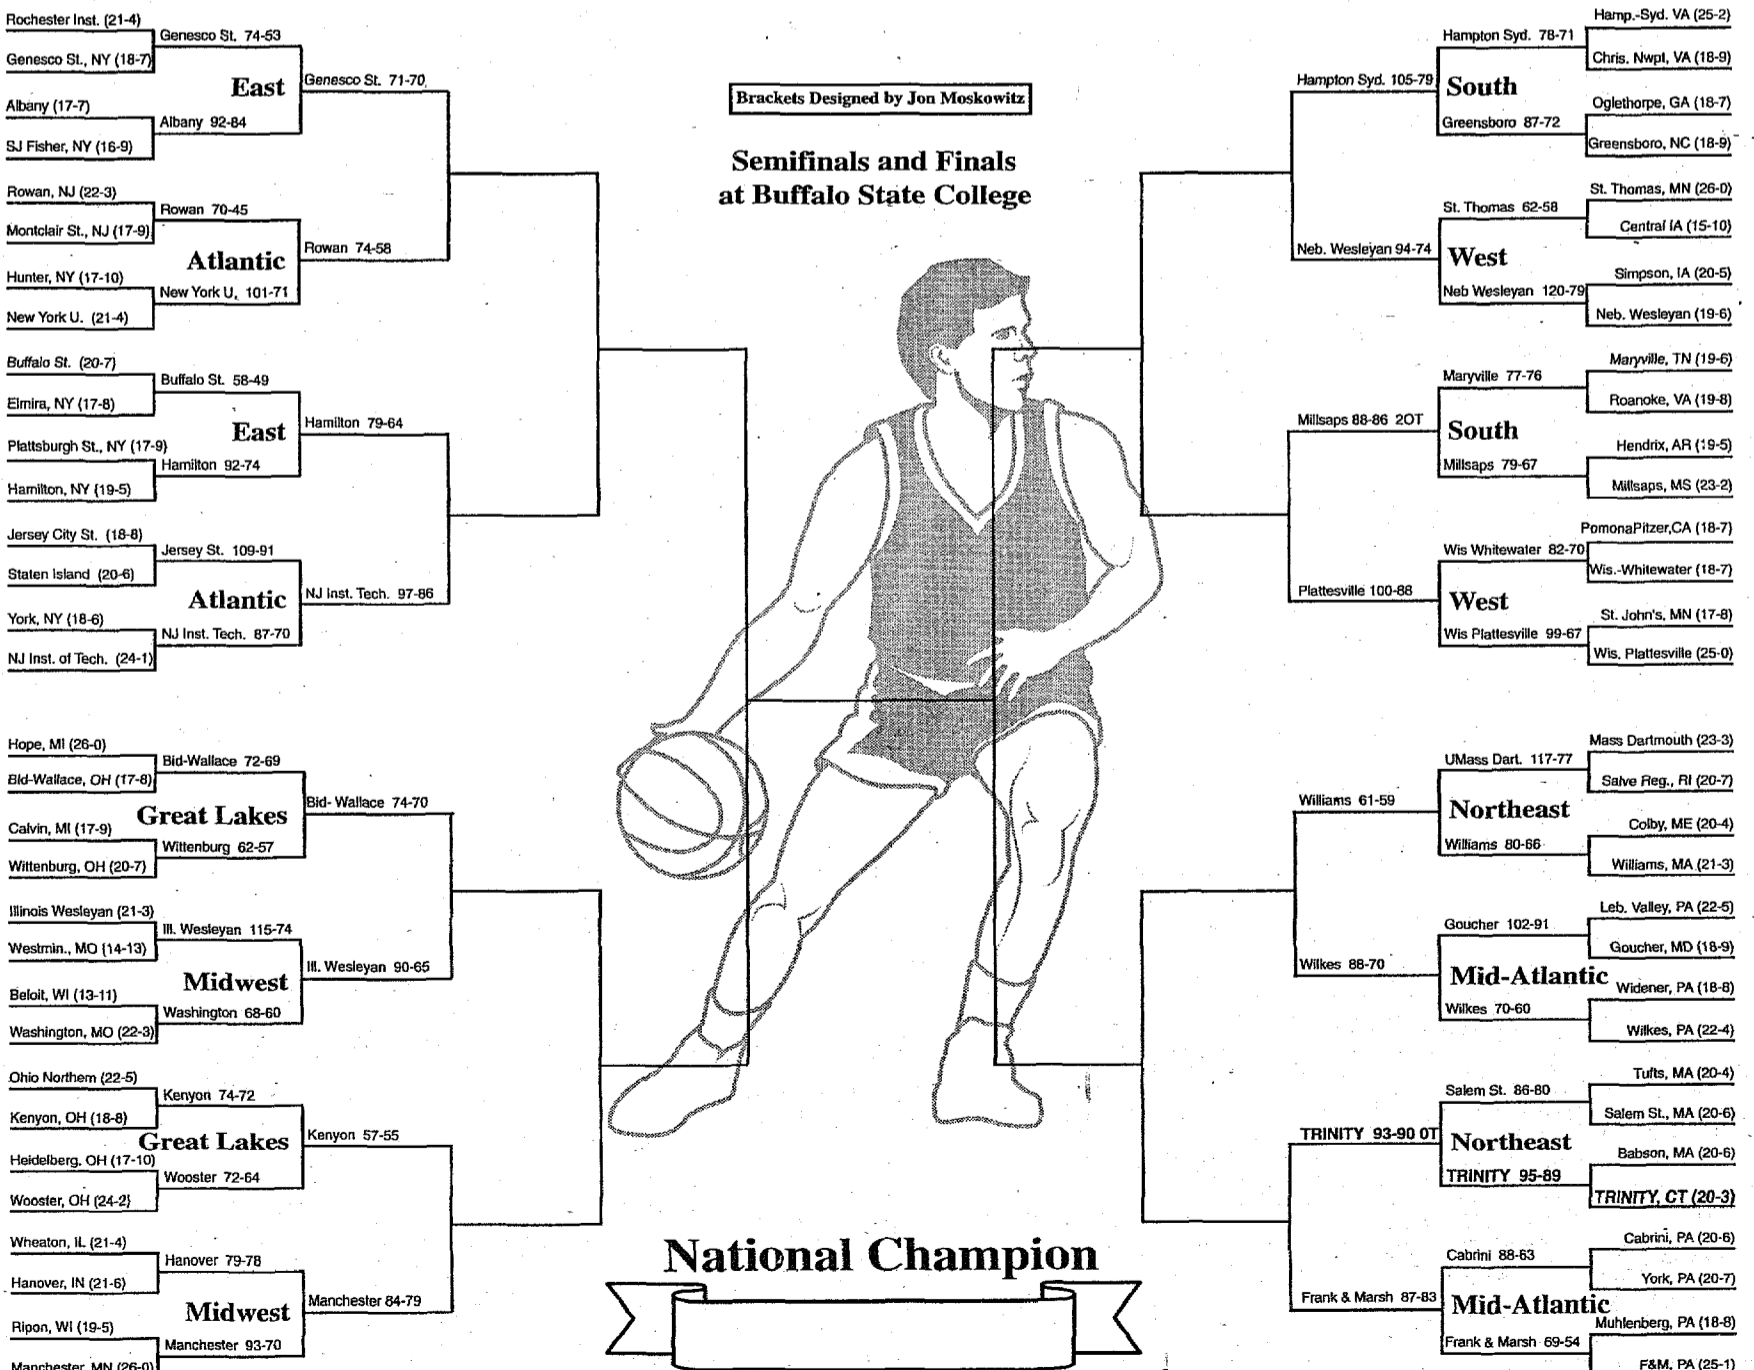 Rochester Inst. (21-4)
Genesco St. 74-53
Genesco St., NY (18-7)
East
Genesco St. 71-70
Albany (17-7)
Albany 92-84
SJ Fisher, NY (16-9)
Rowan, NJ (22-3)
Rowan 70-45
Montclair St., NJ (17-9)
Atlantic
Rowan 74-58
Hunter, NY (17-10)
New York U. 101-71
New York U. (21-4)
Buffalo St. (20-7)
Buffalo St. 58-49
Elmira, NY (17-8)
East
Hamilton 79-64
Plattsburgh St., NY (17-9)
Hamilton 92-74
Hamilton, NY (19-5)
Jersey City St. (18-8)
Jersey St. 109-91
Staten Island (20-6)
Atlantic
NJ Inst. Tech. 97-86
York, NY (18-6)
NJ Inst. Tech. 87-70
NJ Inst. of Tech. (24-1)
Hope, MI (26-0)
Bid-Wallace 72-69
Bld-Wallace, OH (17-8)
Great Lakes
Bid- Wallace 74-70
Calvin, MI (17-9)
Wittenburg 62-57
Wittenburg, OH (20-7)
Illinois Wesleyan (21-3)
Ill. Wesleyan 115-74
Westmin., MO (14-13)
Midwest
Ill. Wesleyan 90-65
Beloit, WI (13-11)
Washington 68-60
Washington, MO (22-3)
Ohio Northern (22-5)
Kenyon 74-72
Kenyon, OH (18-8)
Great Lakes
Kenyon 57-55
Heidelberg. OH (17-10)
Wooster 72-64
Wooster, OH (24-2)
Wheaton, IL (21-4)
Hanover 79-78
Hanover, IN (21-6)
Midwest
Manchester 84-79
Ripon, WI (19-5)
Manchester 93-70
Manchester, MN (26-0)
Brackets Designed by Jon Moskowitz
Semifinals and Finals
at Buffalo State College
National Champion
Hamp.-Syd. VA (25-2)
Hampton Syd. 78-71
Chris. Nwpt, VA (18-9)
Hampton Syd. 105-79
South
Oglethorpe, GA (18-7)
Greensboro 87-72
Greensboro, NC (18-9)
St. Thomas, MN (26-0)
St. Thomas 62-58
Central IA (15-10)
Neb. Wesleyan 94-74
West
Simpson, IA (20-5)
Neb Wesleyan 120-79
Neb. Wesleyan (19-6)
Maryville, TN (19-6)
Maryville 77-76
Roanoke, VA (19-8)
Millsaps 88-86 2OT
South
Hendrix, AR (19-5)
Millsaps 79-67
Millsaps, MS (23-2)
PomonaPitzer,CA (18-7)
Wis Whitewater 82-70
Wis.-Whitewater (18-7)
Plattesville 100-88
West
St. John's, MN (17-8)
Wis Plattesville 99-67
Wis. Plattesville (25-0)
Mass Dartmouth (23-3)
UMass Dart. 117-77
Salve Reg., RI (20-7)
Williams 61-59
Northeast
Colby, ME (20-4)
Williams 80-66
Williams, MA (21-3)
Leb. Valley, PA (22-5)
Goucher 102-91
Goucher, MD (18-9)
Wilkes 88-70
Mid-Atlantic
Widener, PA (18-8)
Wilkes 70-60
Wilkes, PA (22-4)
Tufts, MA (20-4)
Salem St. 86-80
Salem St., MA (20-6)
TRINITY 93-90 0T
Northeast
Babson, MA (20-6)
TRINITY 95-89
TRINITY, CT (20-3)
Cabrini, PA (20-6)
Cabrini 88-63
York, PA (20-7)
Frank & Marsh 87-83
Mid-Atlantic
Muhlenberg, PA (18-8)
Frank & Marsh 69-54
F&M, PA (25-1)